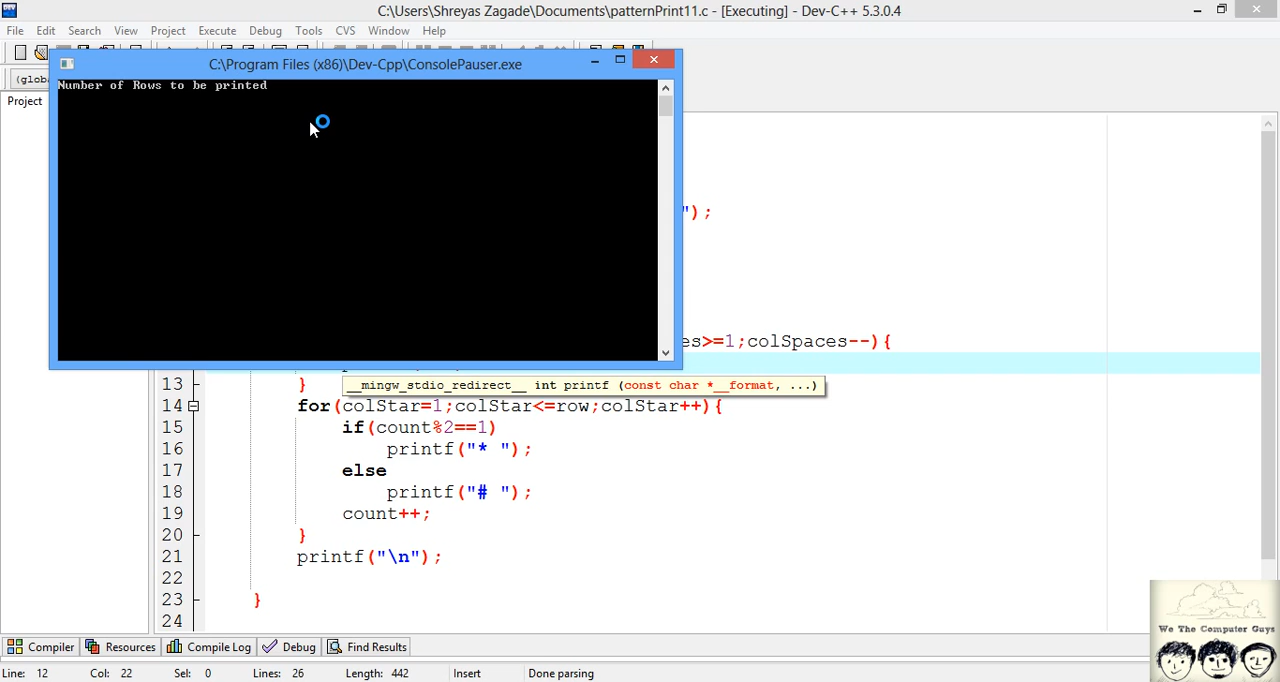 C:\Users\Shreyas Zagade\Documents\patternPrint11.c - [Executing] - Dev-C++ 5.3.0.4
File Edit Search View Project Execute Debug Tools CVS Window Help
C:\Program Files (x86)\Dev-Cpp\ConsolePauser.exe
(globa
Number of Rows to be printed
Project
");
es>=1;colSpaces--){
13 }
__mingw_stdio_redirect__ int printf (const char *__format, ...)
14 for(colStar=1;colStar<=row;colStar++){
15 if(count%2==1)
16 printf("* ");
17 else
18 printf("# ");
19 count++;
20 }
21 printf("\n");
22
23 }
24
We The Computer Guys
Compiler Resources Compile Log Debug Find Results
Line: 12 Col: 22 Sel: 0 Lines: 26 Length: 442 Insert Done parsing